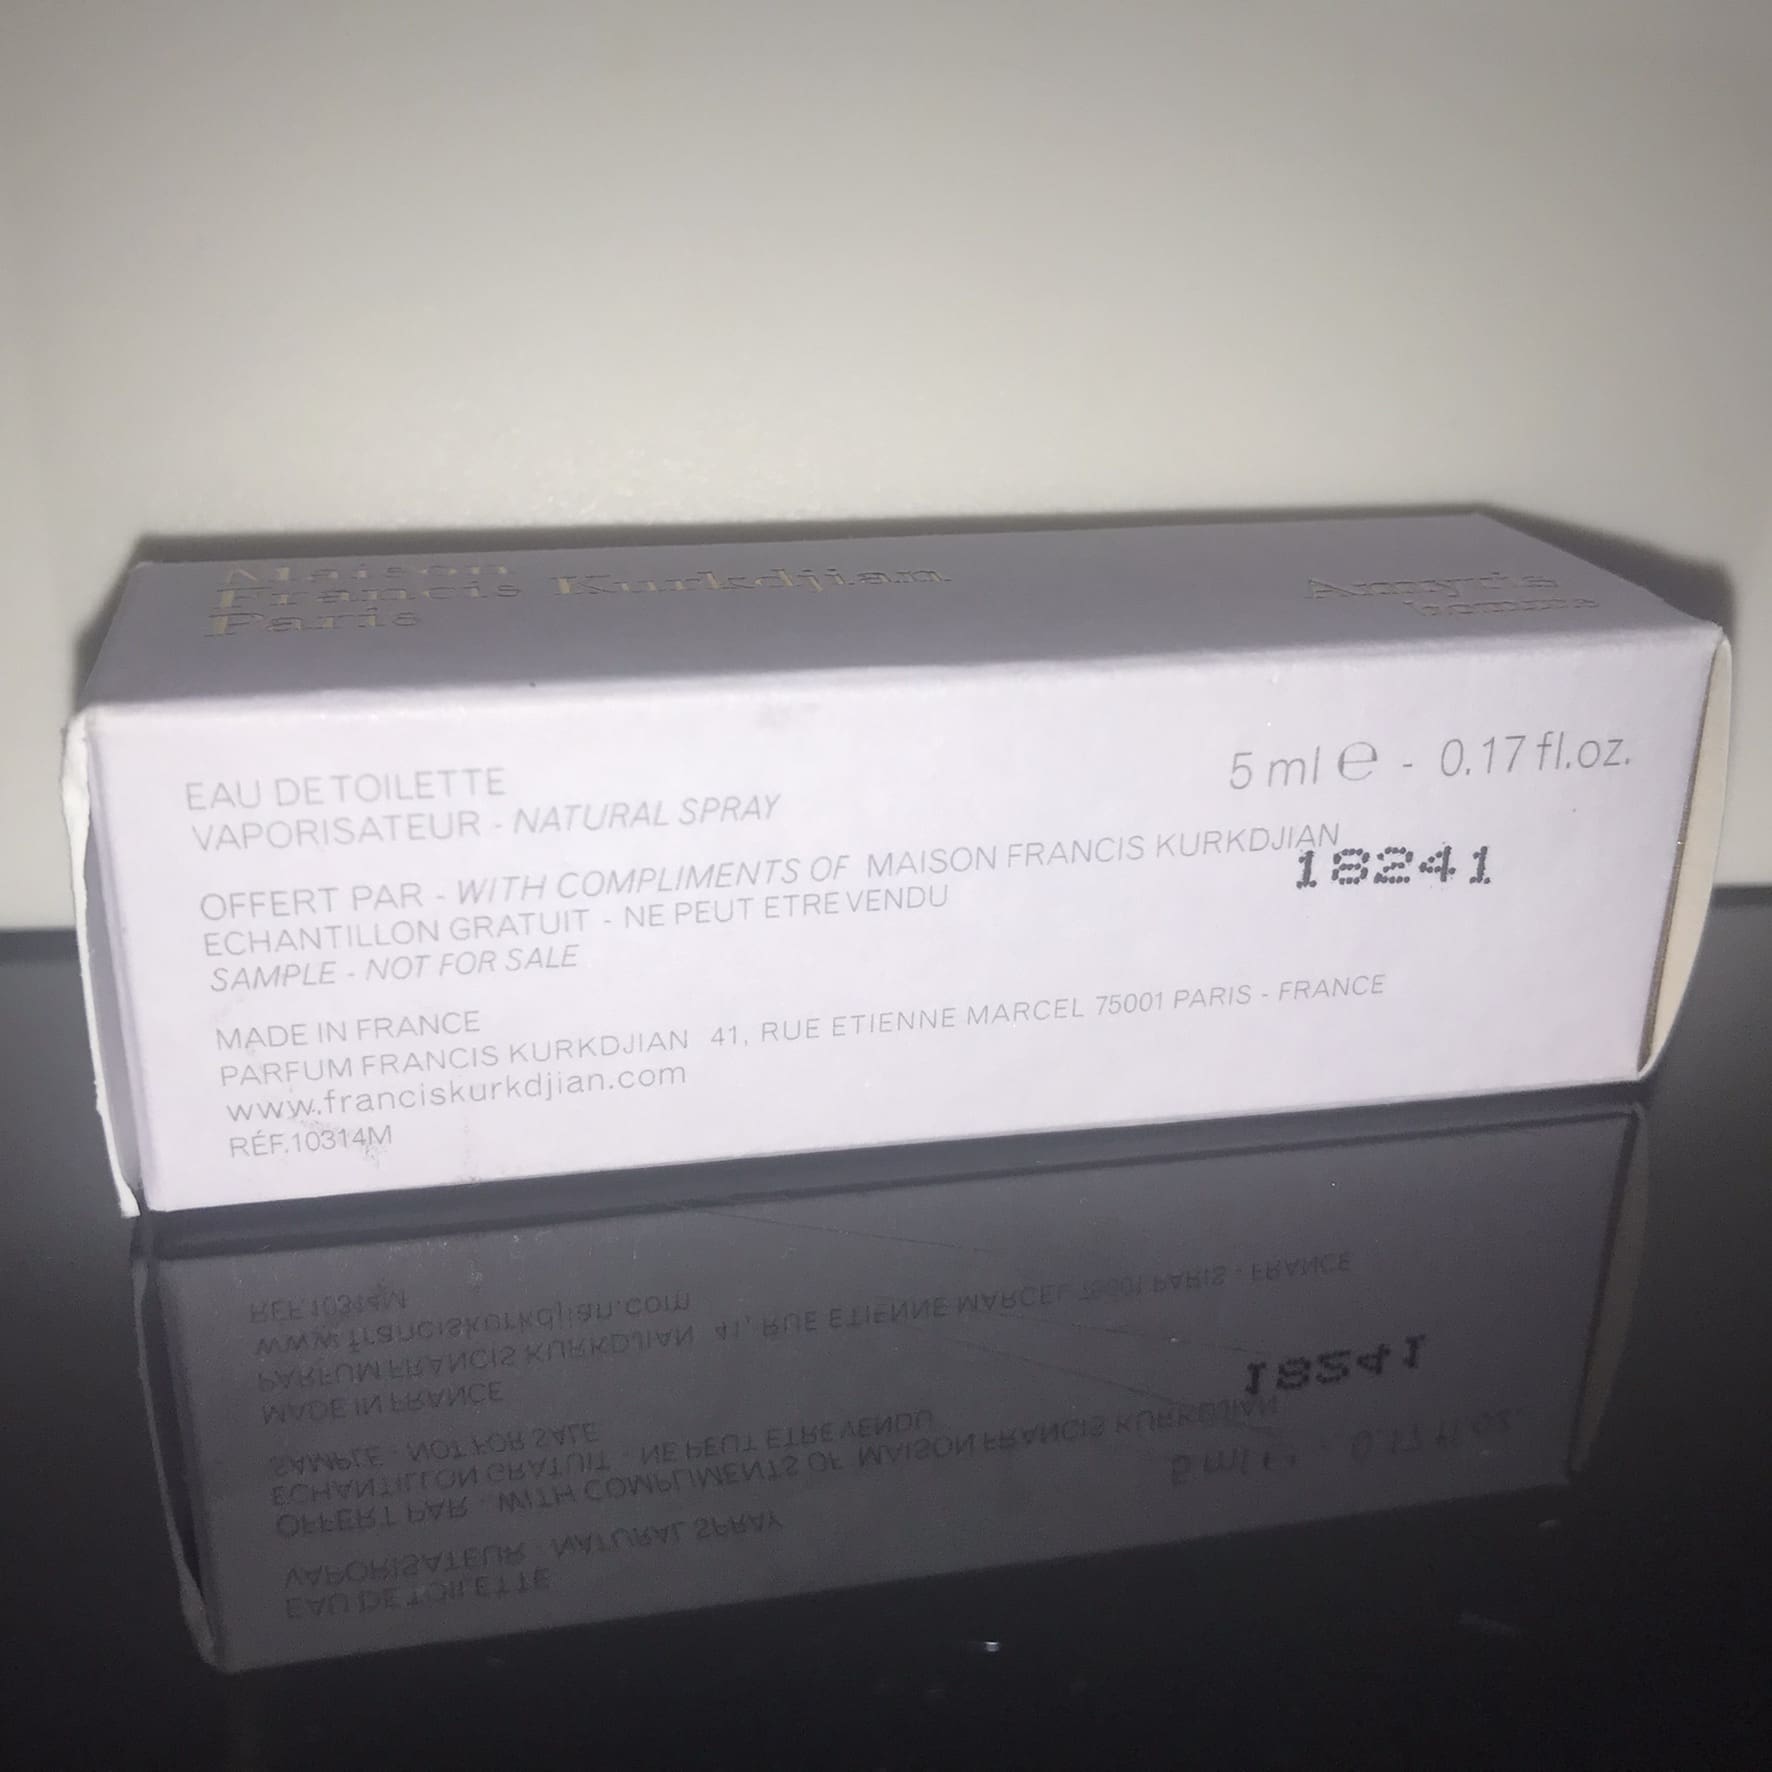 Maison
Francis Kurkdjian
Paris
Amyris
homme
EAU DE TOILETTE
VAPORISATEUR - NATURAL SPRAY
5 ml ℮ - 0.17 fl.oz.
OFFERT PAR - WITH COMPLIMENTS OF MAISON FRANCIS KURKDJIAN
18241
ECHANTILLON GRATUIT - NE PEUT ETRE VENDU
SAMPLE - NOT FOR SALE
MADE IN FRANCE
PARFUM FRANCIS KURKDJIAN 41, RUE ETIENNE MARCEL 75001 PARIS - FRANCE
www.franciskurkdjian.com
RÉF.10314M